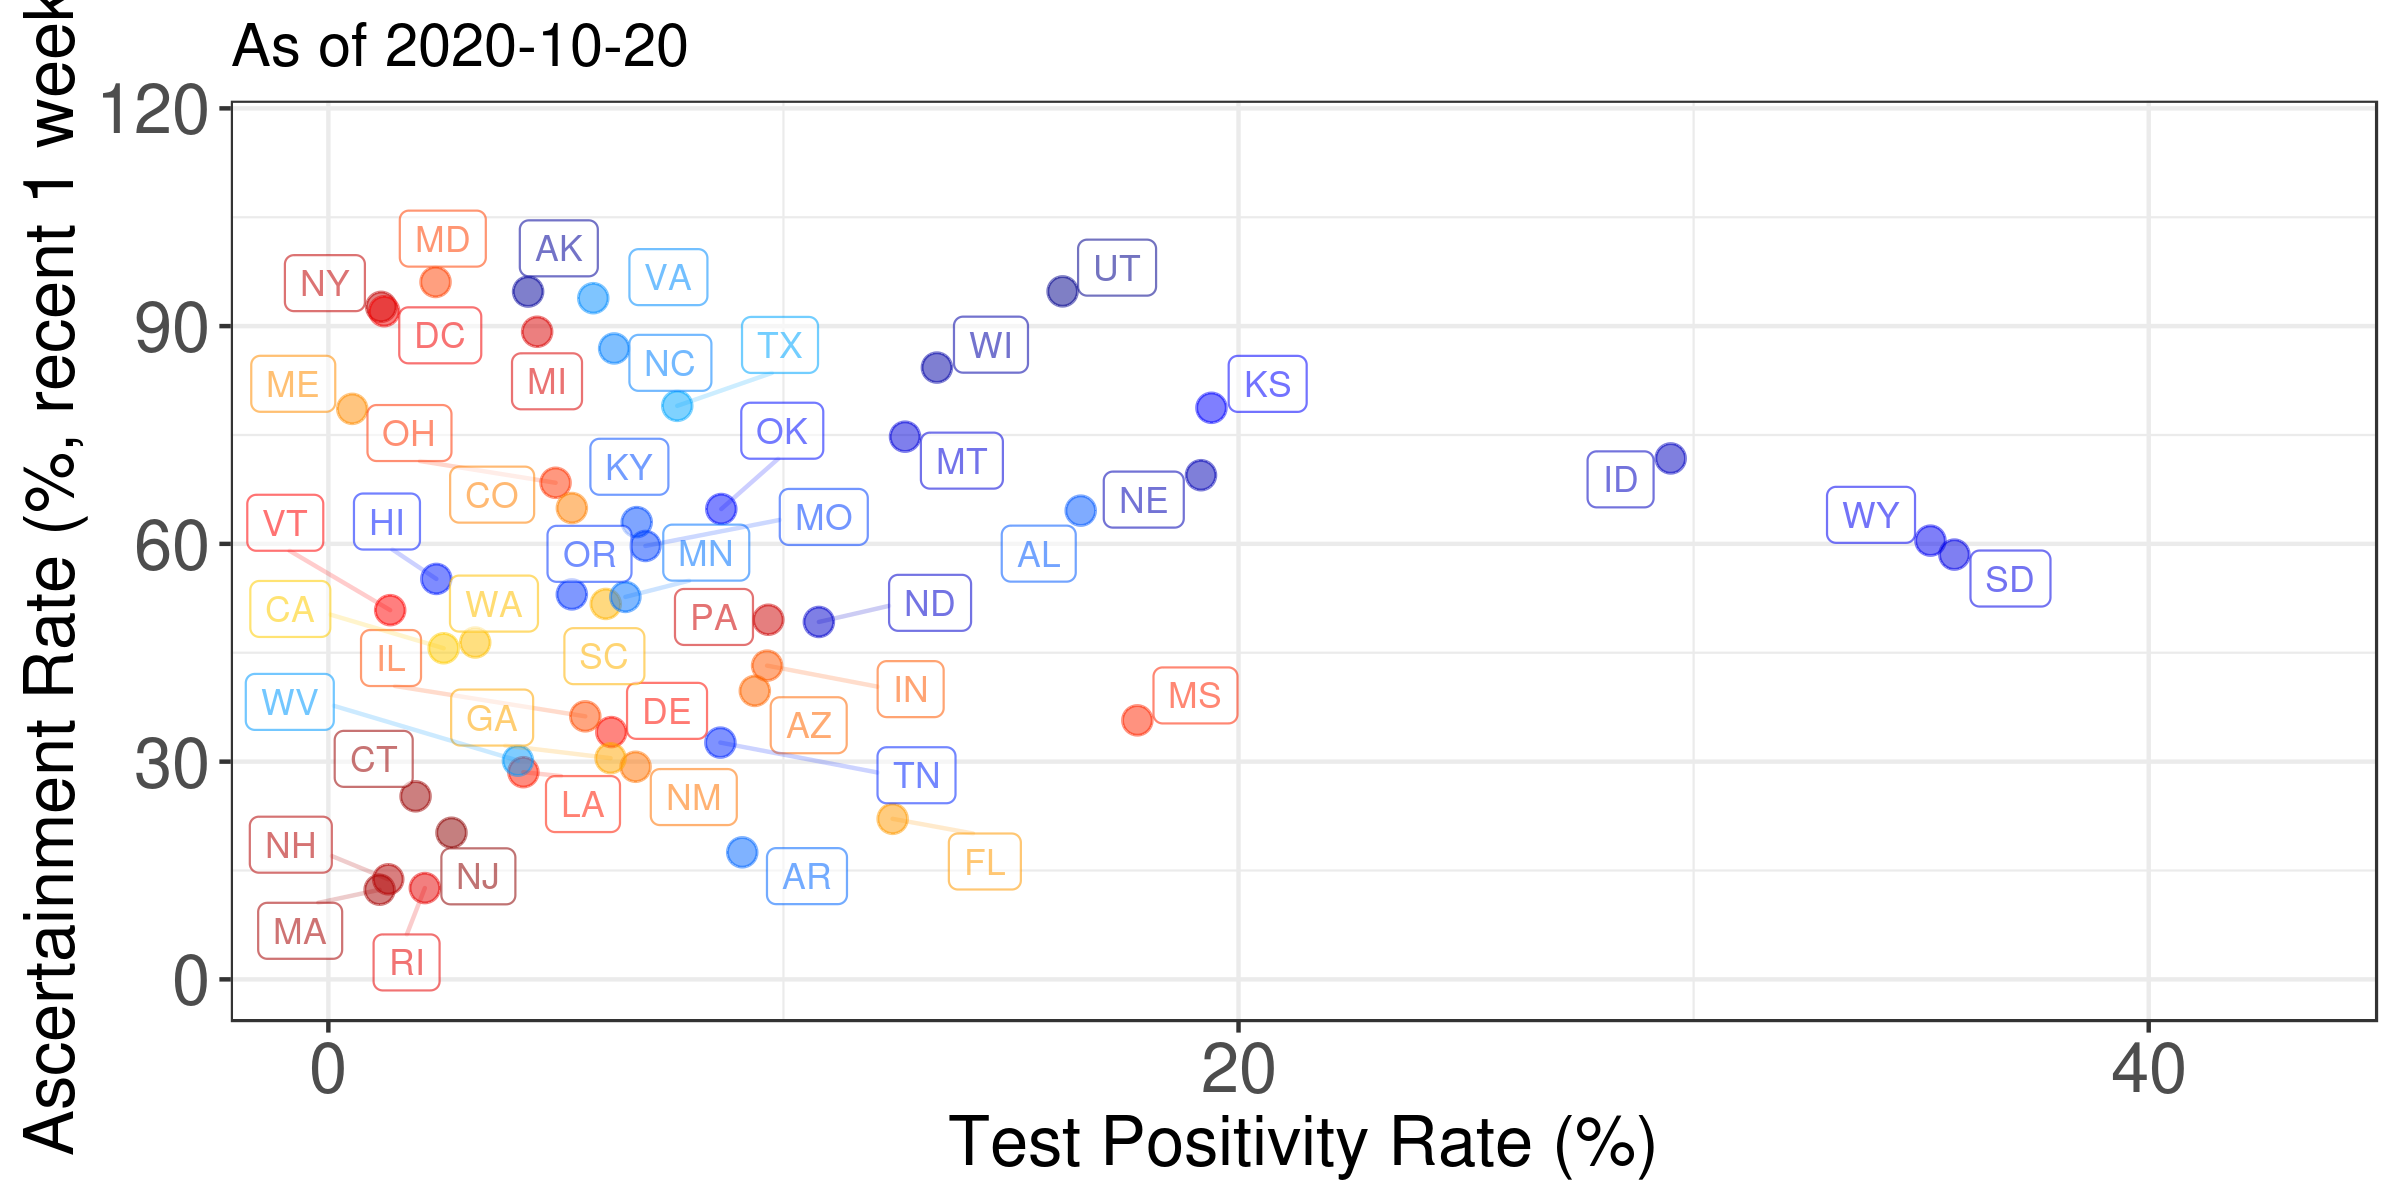 As of 2020-10-20
Ascertainment Rate (%, recent 1 week
120
90
60
30
0
MD
AK
VA
UT
NY
DC
TX
WI
NC
ME
MI
KS
OH
OK
KY
MT
CO
ID
NE
VT
HI
MO
WY
OR
MN
AL
SD
CA
WA
ND
PA
IL
SC
IN
MS
WV
GA
DE
AZ
CT
TN
LA
NM
NH
NJ
AR
FL
MA
RI
0
20
40
Test Positivity Rate (%)